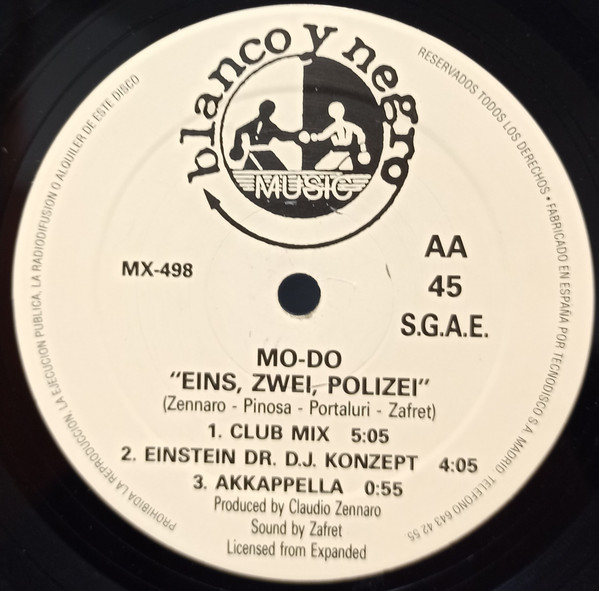 blanco y negro
MUSIC
RESERVADOS TODOS LOS DERECHOS • FABRICADO EN ESPAÑA POR TECNODISCO S.A. MADRID TELEFONO 643 42 55
PROHIBIDA LA REPRODUCCION, LA EJECUCION PUBLICA, LA RADIODIFUSION O ALQUILER DE ESTE DISCO
MX-498
AA
45
S.G.A.E.
MO-DO
"EINS, ZWEI, POLIZEI"
(Zennaro - Pinosa - Portaluri - Zafret)
1. CLUB MIX 5:05
2. EINSTEIN DR. D.J. KONZEPT 4:05
3. AKKAPPELLA 0:55
Produced by Claudio Zennaro
Sound by Zafret
Licensed from Expanded